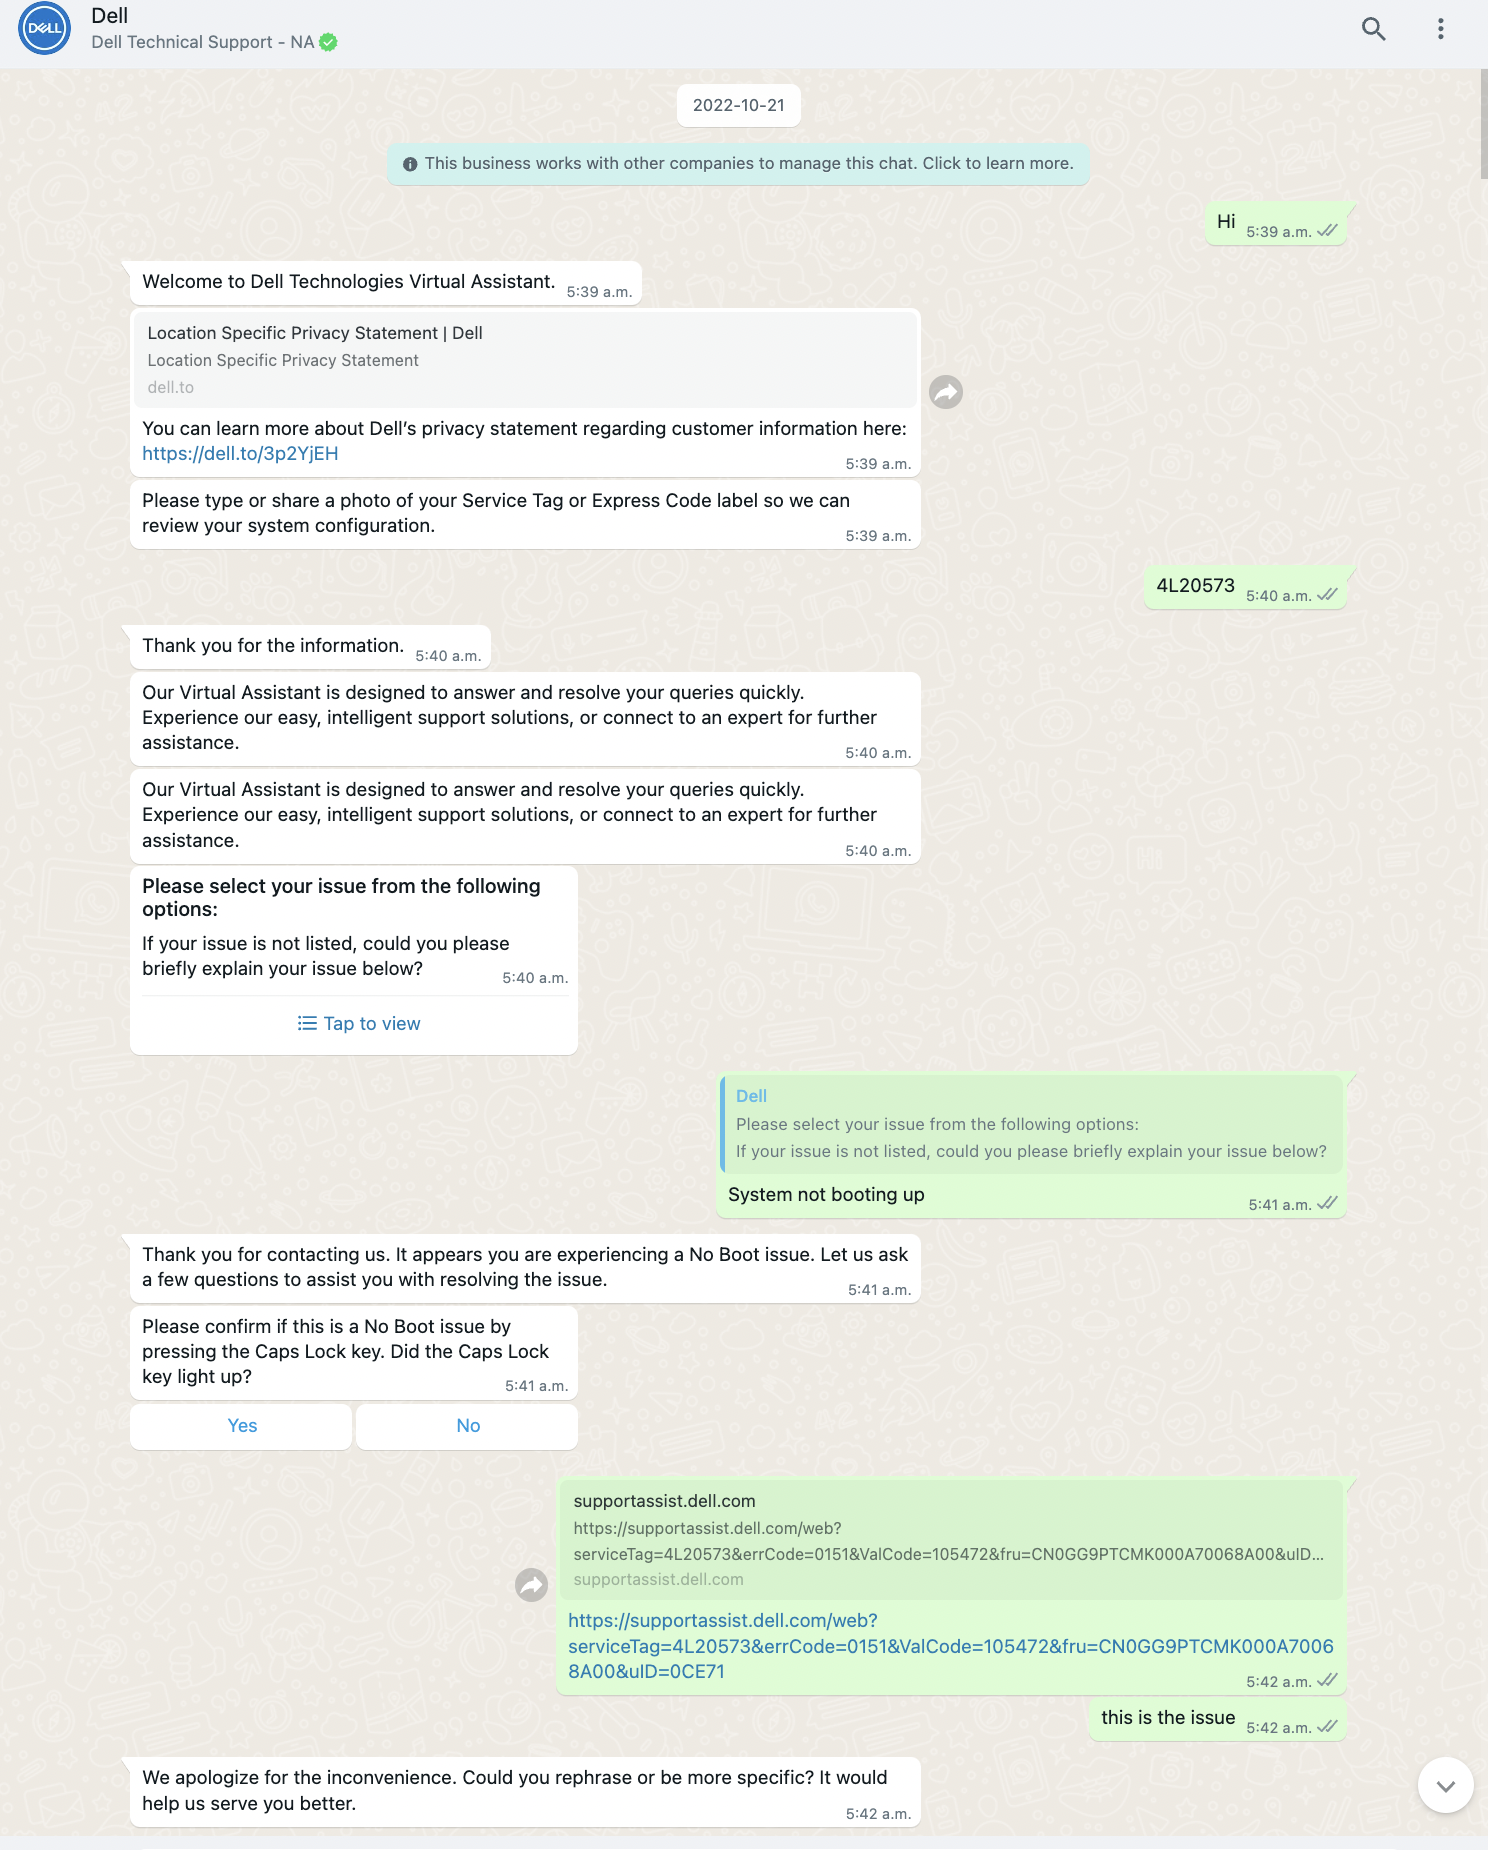 DELL
Dell
Dell Technical Support - NA
2022-10-21
This business works with other companies to manage this chat. Click to learn more.
Hi
5:39 a.m.
Welcome to Dell Technologies Virtual Assistant.
5:39 a.m.
Location Specific Privacy Statement | Dell
Location Specific Privacy Statement
dell.to
You can learn more about Dell’s privacy statement regarding customer information here:
https://dell.to/3p2YjEH
5:39 a.m.
Please type or share a photo of your Service Tag or Express Code label so we can
review your system configuration.
5:39 a.m.
4L20573
5:40 a.m.
Thank you for the information.
5:40 a.m.
Our Virtual Assistant is designed to answer and resolve your queries quickly.
Experience our easy, intelligent support solutions, or connect to an expert for further
assistance.
5:40 a.m.
Our Virtual Assistant is designed to answer and resolve your queries quickly.
Experience our easy, intelligent support solutions, or connect to an expert for further
assistance.
5:40 a.m.
Please select your issue from the following
options:
If your issue is not listed, could you please
briefly explain your issue below?
5:40 a.m.
Tap to view
Dell
Please select your issue from the following options:
If your issue is not listed, could you please briefly explain your issue below?
System not booting up
5:41 a.m.
Thank you for contacting us. It appears you are experiencing a No Boot issue. Let us ask
a few questions to assist you with resolving the issue.
5:41 a.m.
Please confirm if this is a No Boot issue by
pressing the Caps Lock key. Did the Caps Lock
key light up?
5:41 a.m.
Yes
No
supportassist.dell.com
https://supportassist.dell.com/web?
serviceTag=4L20573&errCode=0151&ValCode=105472&fru=CN0GG9PTCMK000A70068A00&uID...
supportassist.dell.com
https://supportassist.dell.com/web?
serviceTag=4L20573&errCode=0151&ValCode=105472&fru=CN0GG9PTCMK000A7006
8A00&uID=0CE71
5:42 a.m.
this is the issue
5:42 a.m.
We apologize for the inconvenience. Could you rephrase or be more specific? It would
help us serve you better.
5:42 a.m.